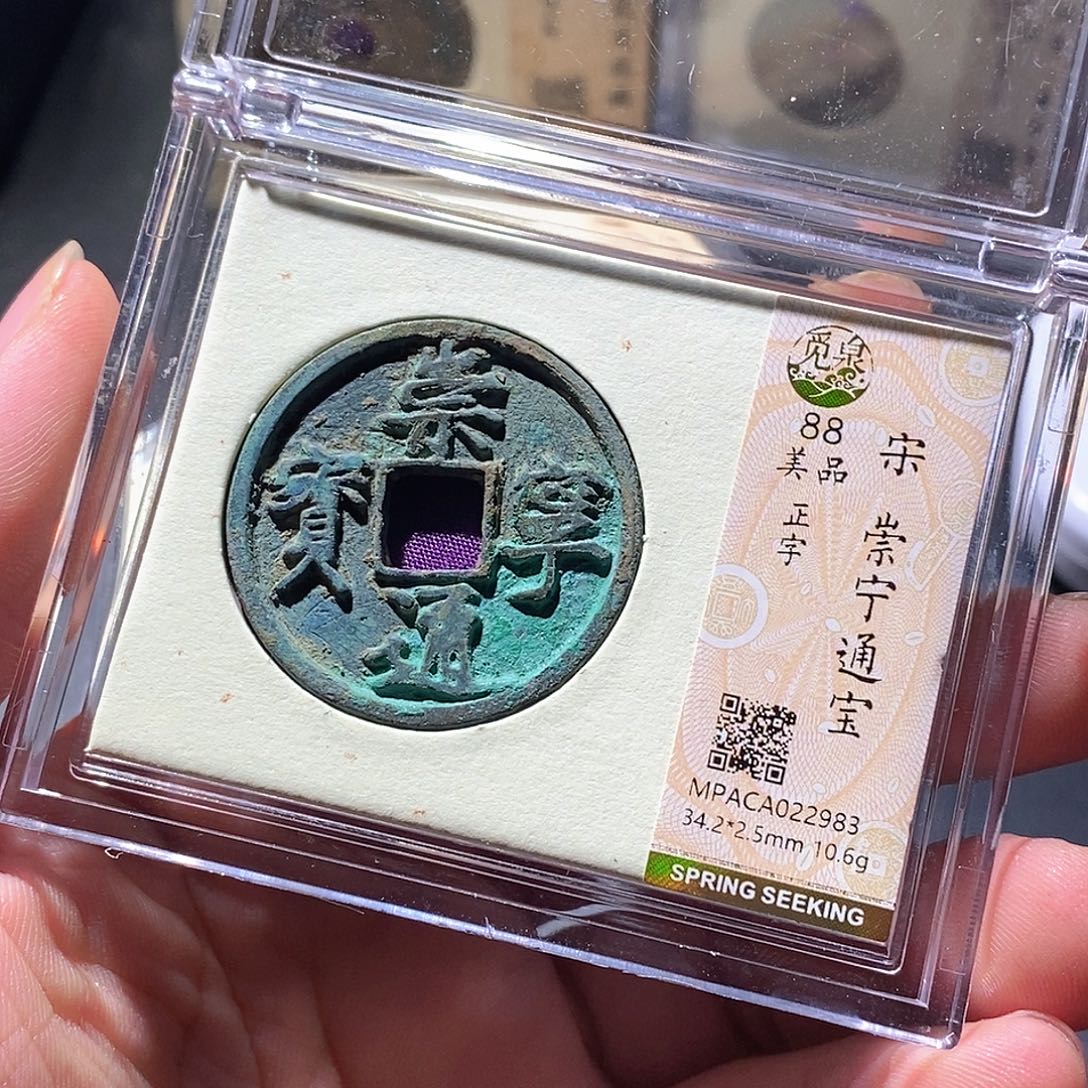 崇寧通寳
觅泉
88
美品
正字
宋 崇宁通宝
MPACA022983
34.2*2.5mm 10.6g
SPRING SEEKING